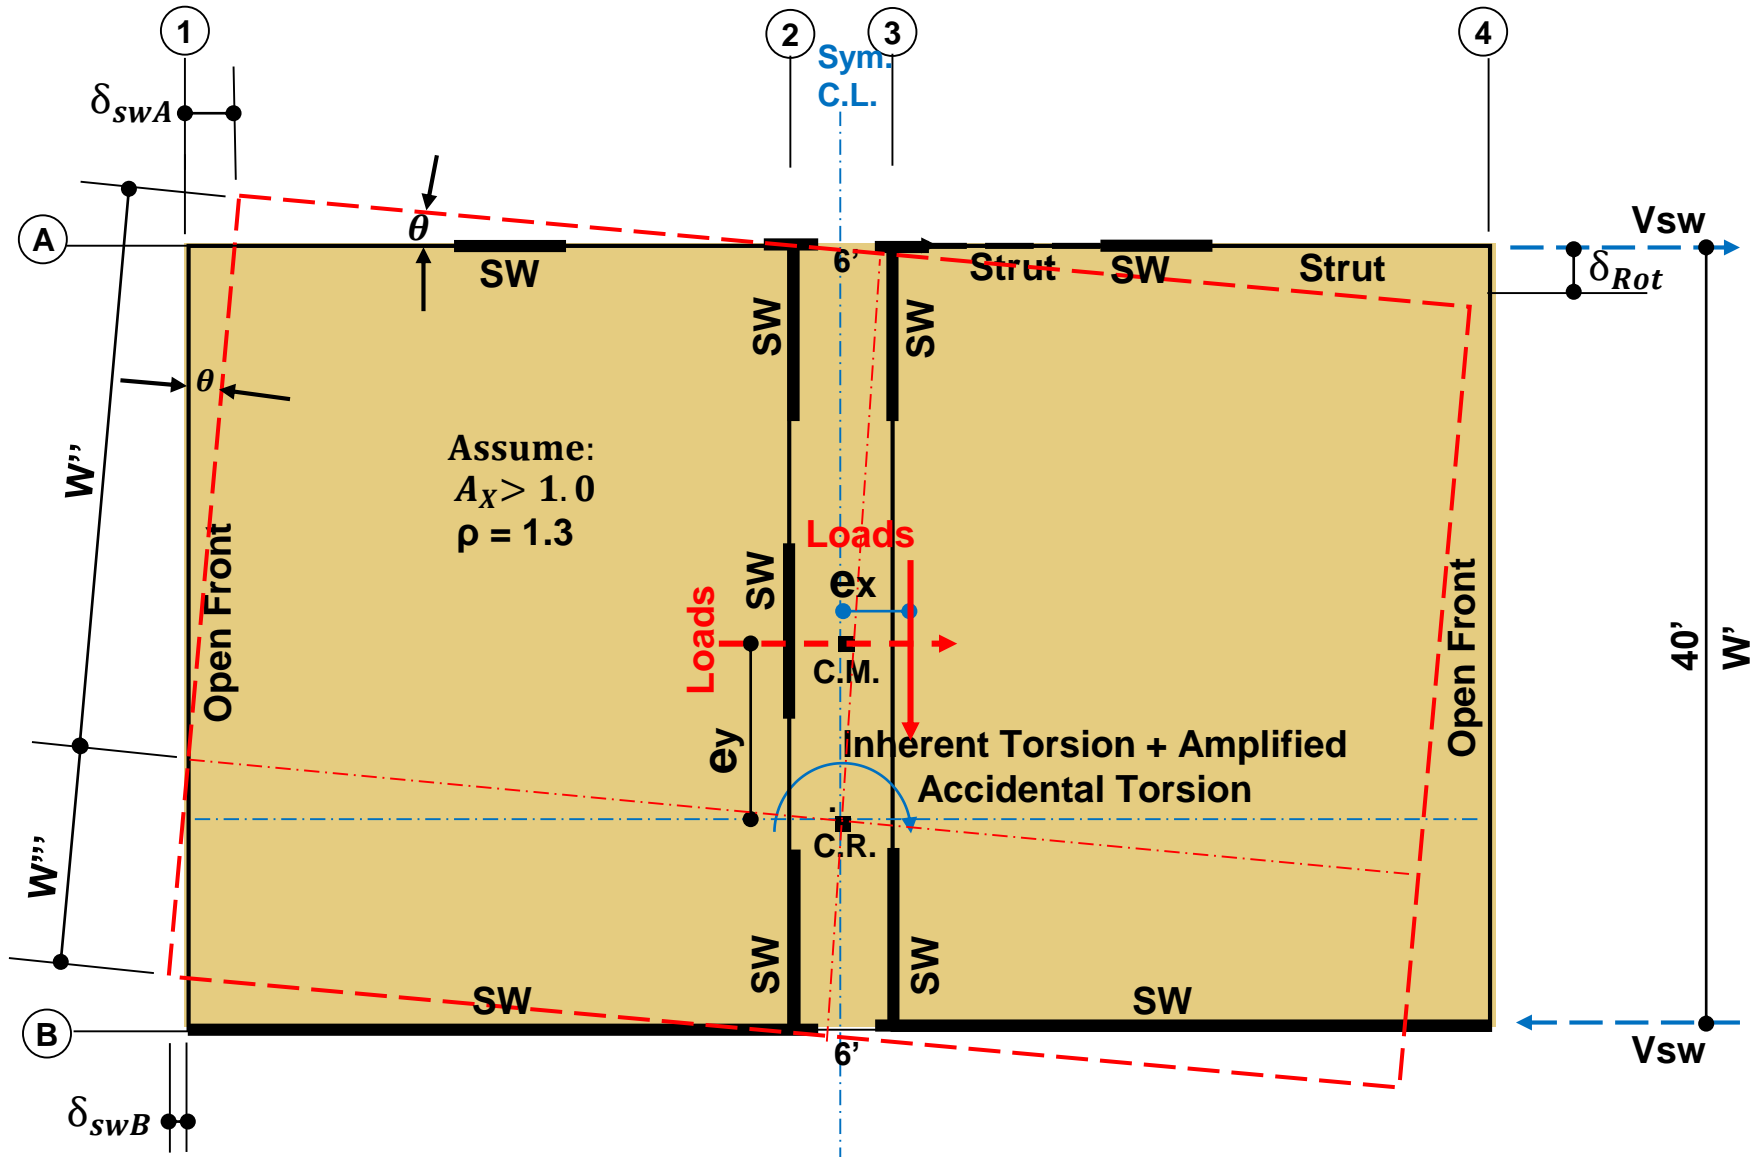 1
2
3
4
Sym.
C.L.
δswA
A
θ
SW
6’
Strut
SW
Strut
Vsw
δRot
SW
SW
θ
W’’
Assume:
AX> 1.0
ρ = 1.3
Open Front
SW
Loads
ex
Loads
C.M.
ey
Open Front
40’
W’
Inherent Torsion + Amplified
Accidental Torsion
C.R.
W’’’
SW
SW
SW
SW
B
6’
Vsw
δswB